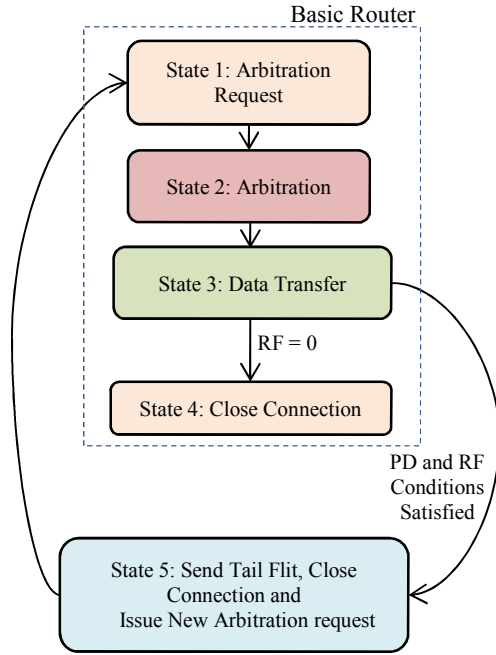 Basic Router
State 1: Arbitration
Request
State 2: Arbitration
State 3: Data Transfer
RF = 0
State 4: Close Connection
PD and RF
Conditions
Satisfied
State 5: Send Tail Flit, Close
Connection and
Issue New Arbitration request